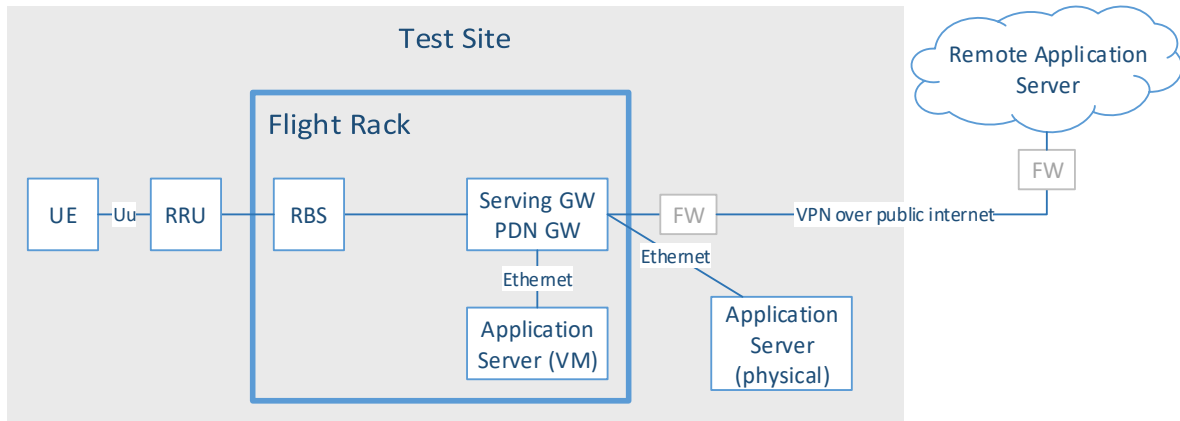 Test Site
Remote Application
Server
Flight Rack
FW
UE
Uu
RRU
RBS
Serving GW
PDN GW
FW
VPN over public internet
Ethernet
Ethernet
Application
Server (VM)
Application
Server
(physical)